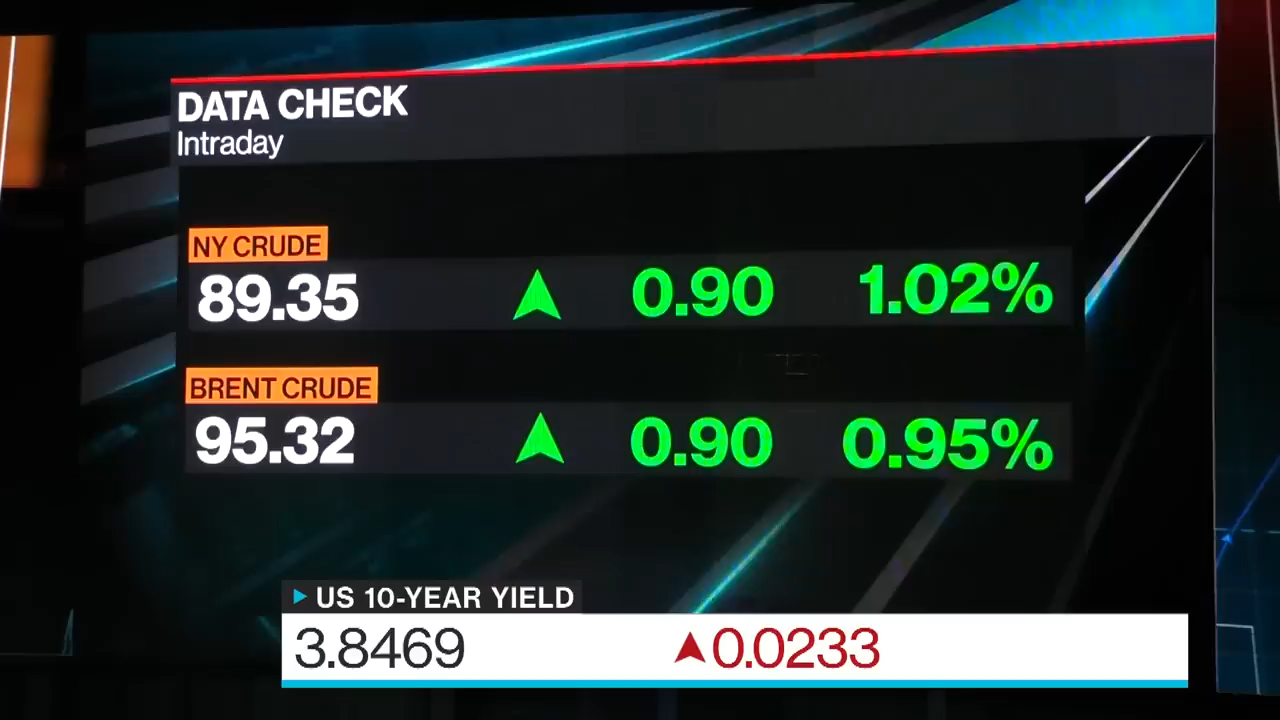 DATA CHECK
Intraday
NY CRUDE
89.35 ▲ 0.90 1.02%
BRENT CRUDE
95.32 ▲ 0.90 0.95%
▶ US 10-YEAR YIELD
3.8469 ▲0.0233